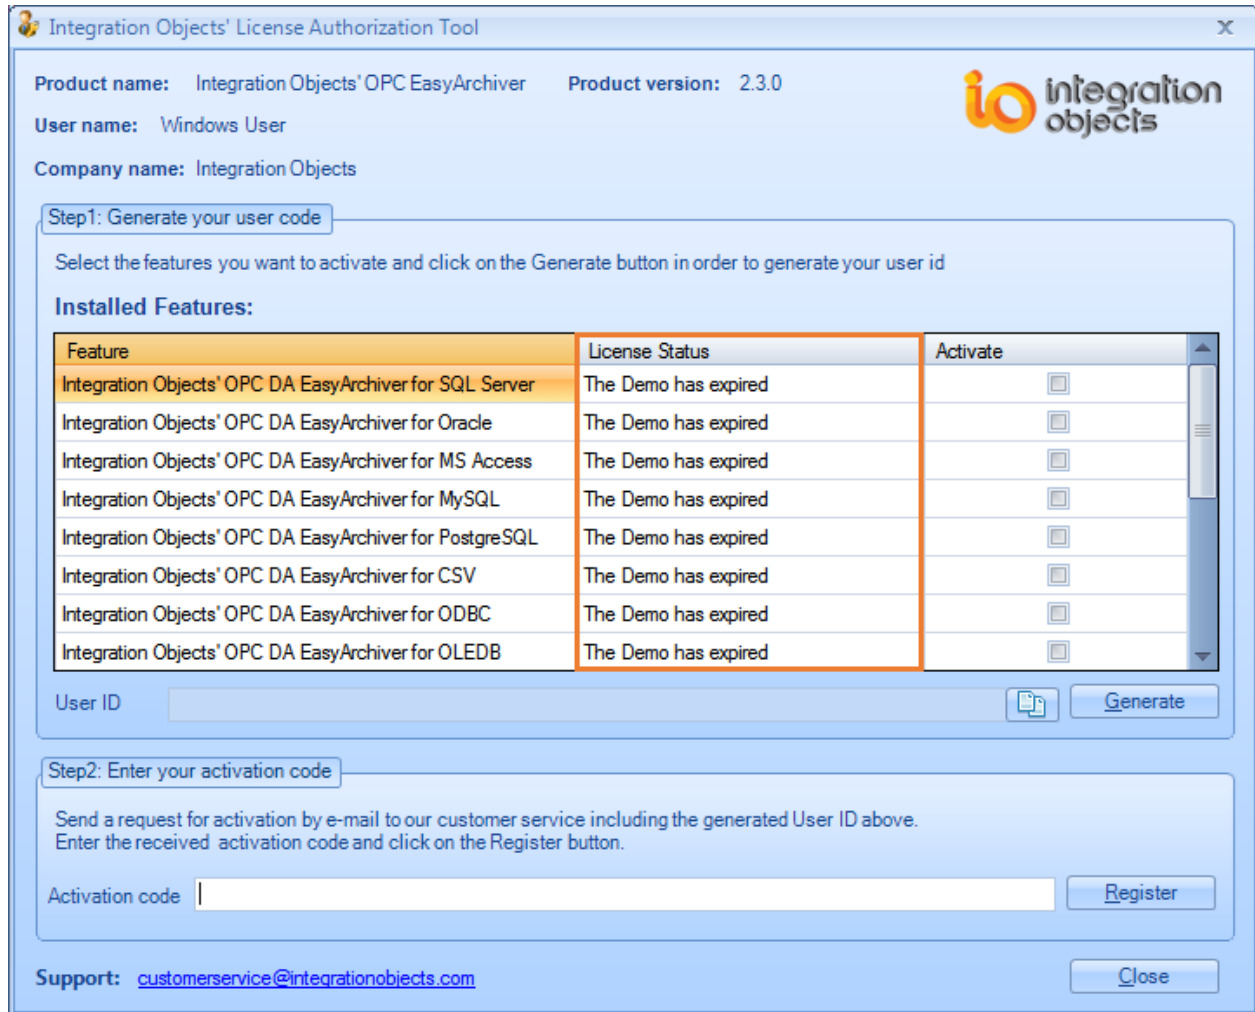 Integration Objects' License Authorization Tool
Product name: Integration Objects' OPC EasyArchiver Product version: 2.3.0
integration
objects
User name: Windows User
Company name: Integration Objects
Step1: Generate your user code
Select the features you want to activate and click on the Generate button in order to generate your user id
Installed Features:
Feature License Status Activate
Integration Objects' OPC DA EasyArchiver for SQL Server The Demo has expired
Integration Objects' OPC DA EasyArchiver for Oracle The Demo has expired
Integration Objects' OPC DA EasyArchiver for MS Access The Demo has expired
Integration Objects' OPC DA EasyArchiver for MySQL The Demo has expired
Integration Objects' OPC DA EasyArchiver for PostgreSQL The Demo has expired
Integration Objects' OPC DA EasyArchiver for CSV The Demo has expired
Integration Objects' OPC DA EasyArchiver for ODBC The Demo has expired
Integration Objects' OPC DA EasyArchiver for OLEDB The Demo has expired
User ID Generate
Step2: Enter your activation code
Send a request for activation by e-mail to our customer service including the generated User ID above.
Enter the received activation code and click on the Register button.
Activation code Register
Support: customerservice@integrationobjects.com Close